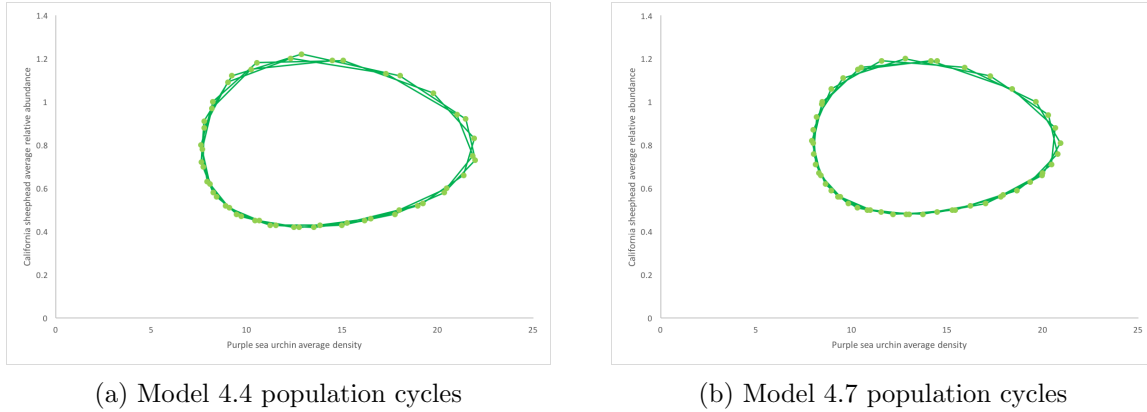 1.4
1.2
1
0.8
0.6
0.4
0.2
0
0 5 10 15 20 25
California sheephead average relative abundance
Purple sea urchin average density
(a) Model 4.4 population cycles
1.4
1.2
1
0.8
0.6
0.4
0.2
0
0 5 10 15 20 25
California sheephead average relative abundance
Purple sea urchin average density
(b) Model 4.7 population cycles